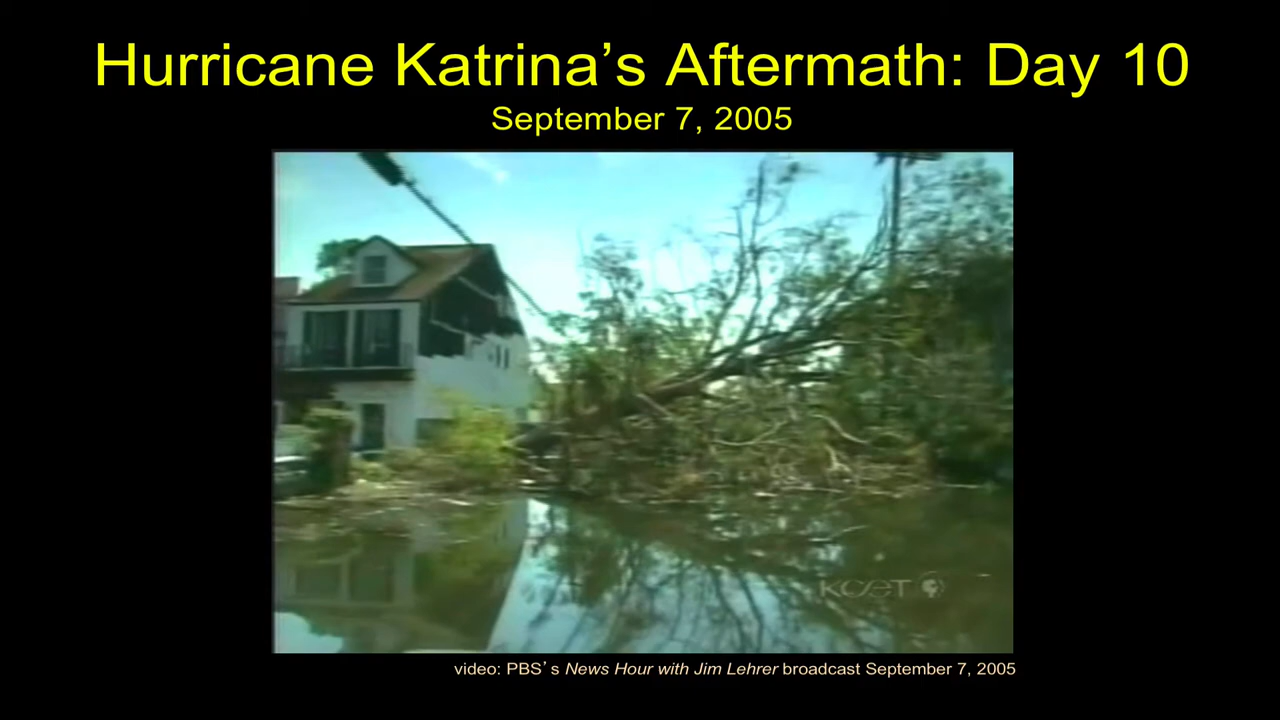 Hurricane Katrina’s Aftermath: Day 10
September 7, 2005
KCET
video: PBS’s News Hour with Jim Lehrer broadcast September 7, 2005